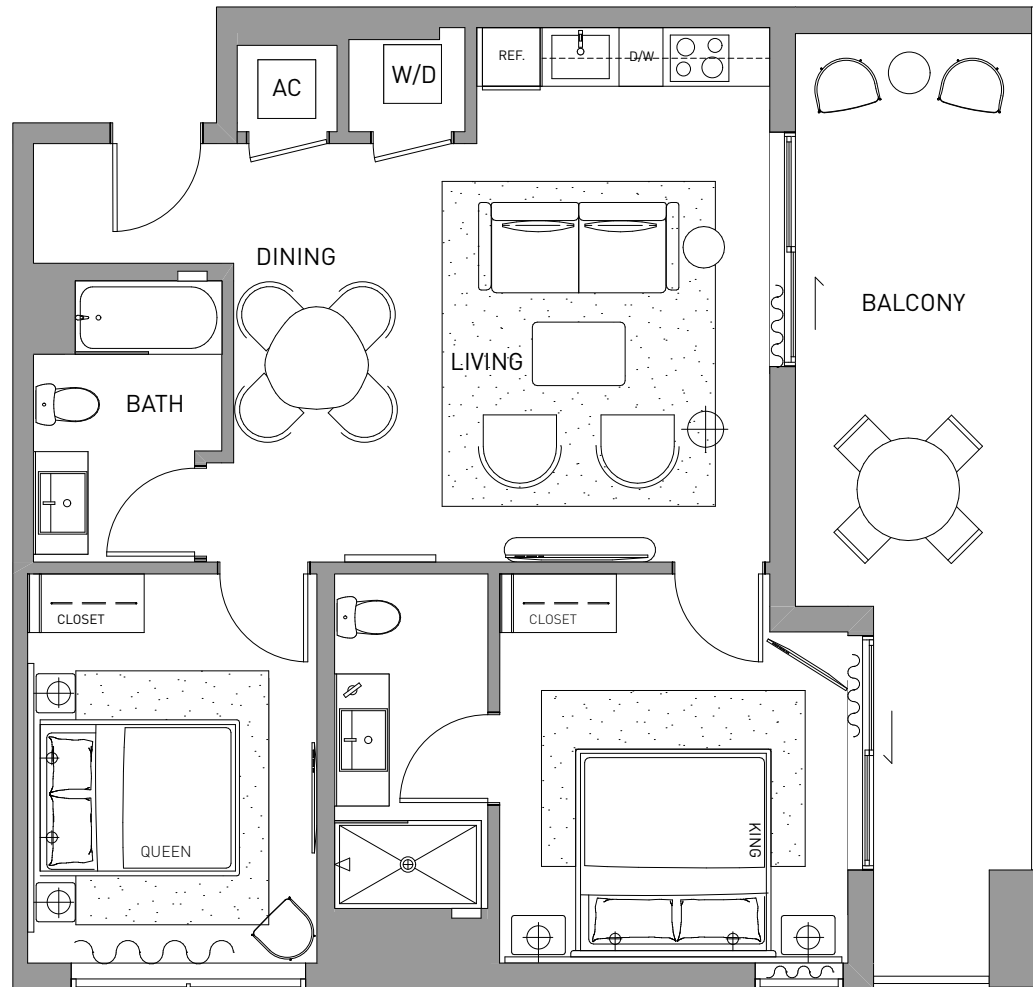 AC
W/D
REF.
D/W
DINING
BALCONY
LIVING
BATH
CLOSET
CLOSET
QUEEN
KING